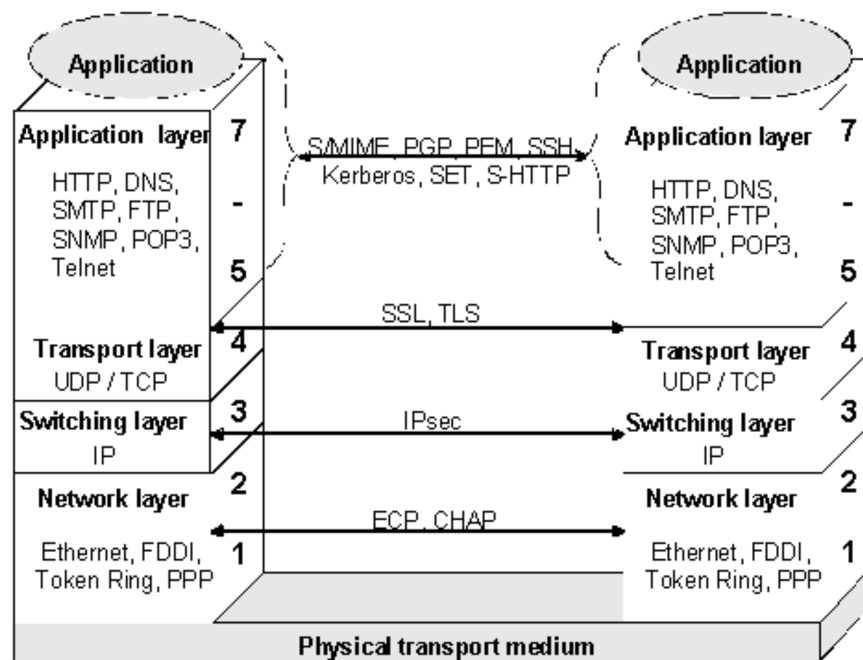 Application
Application
Application layer 7
HTTP, DNS,
SMTP, FTP, -
SNMP, POP3,
Telnet 5
S/MIME, PGP, PEM, SSH
Kerberos, SET, S-HTTP
Application layer 7
HTTP, DNS,
SMTP, FTP, -
SNMP, POP3,
Telnet 5
SSL, TLS
Transport layer 4
UDP / TCP
Transport layer 4
UDP / TCP
Switching layer 3
IP
IPsec
Switching layer 3
IP
Network layer 2
Ethernet, FDDI, 1
Token Ring, PPP
ECP, CHAP
Network layer 2
Ethernet, FDDI, 1
Token Ring, PPP
Physical transport medium